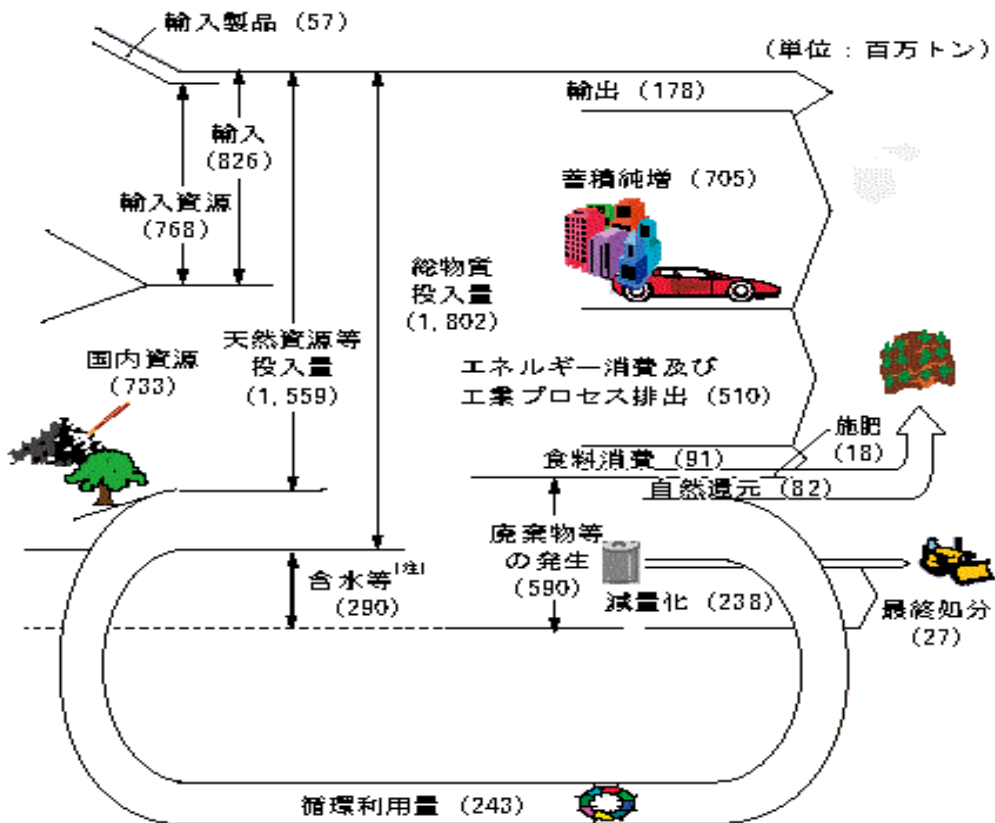 輸入製品 (57)
(単位：百万トン)
輸出 (178)
輸入
(826)
輸入資源
(768)
蓄積純増 (705)
総物質
投入量
(1,802)
天然資源等
投入量
(1,559)
国内資源
(733)
エネルギー消費及び
工業プロセス排出 (510)
施肥
(18)
食料消費 (91)
自然還元 (82)
廃棄物等
の発生
(590)
含水等[注]
(290)
減量化 (238)
最終処分
(27)
循環利用量 (243)